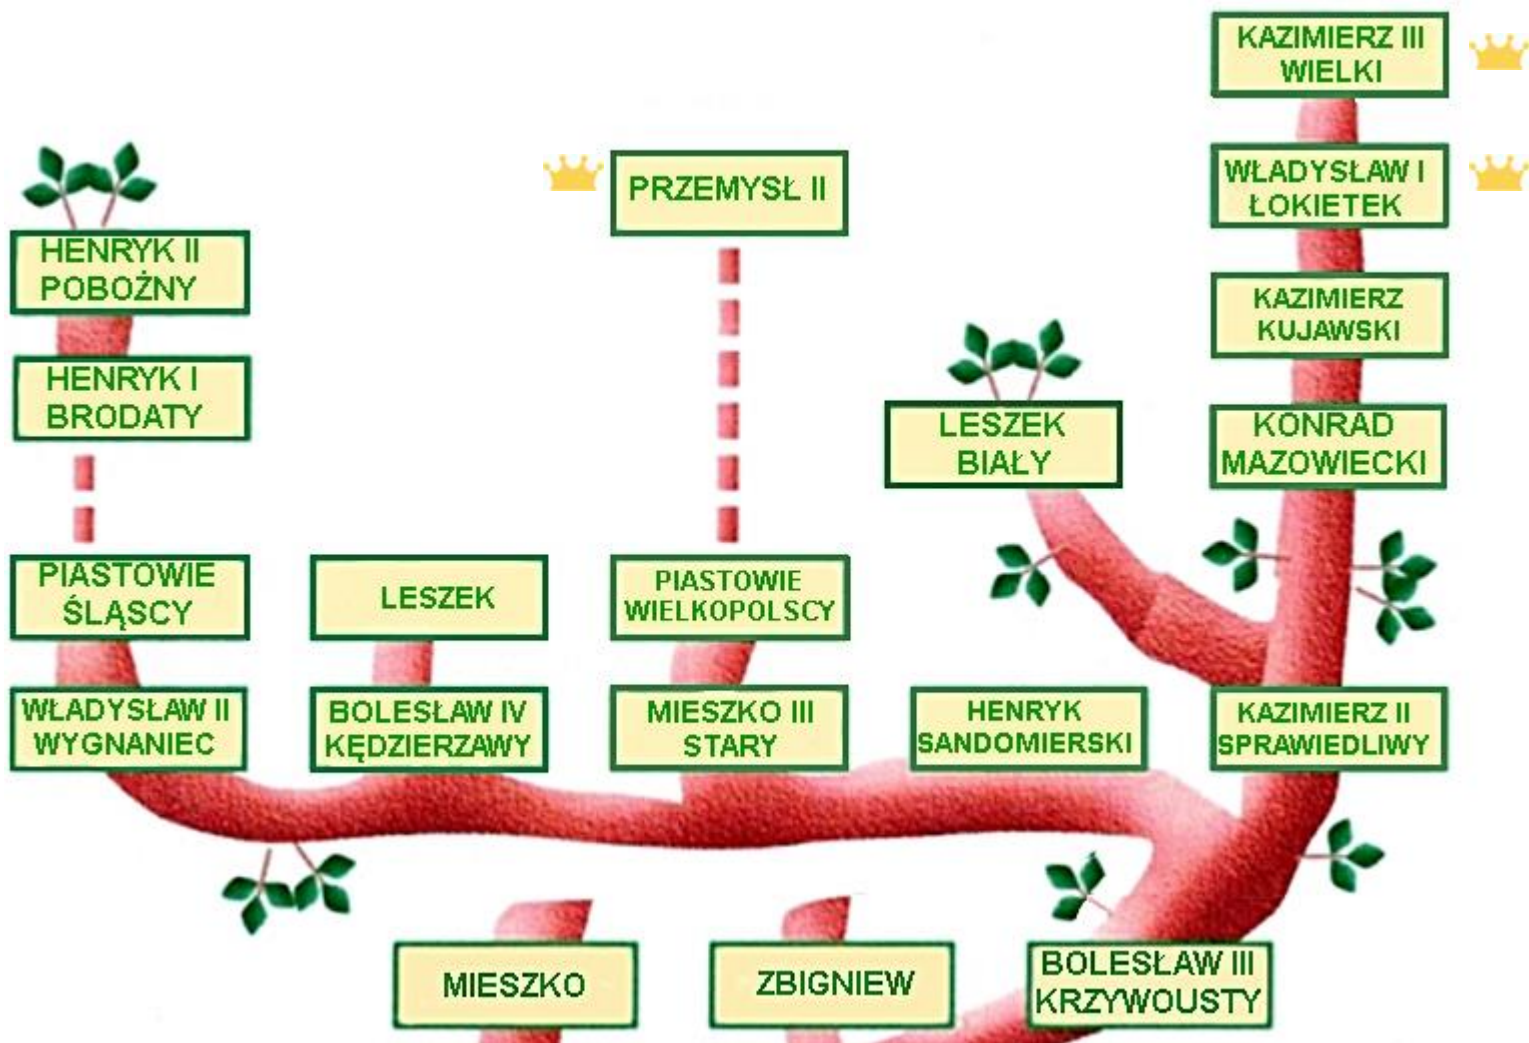 KAZIMIERZ III
WIELKI
WŁADYSŁAW I
ŁOKIETEK
PRZEMYSŁ II
HENRYK II
POBOŻNY
KAZIMIERZ
KUJAWSKI
HENRYK I
BRODATY
LESZEK
BIAŁY
KONRAD
MAZOWIECKI
PIASTOWIE
ŚLĄSCY
LESZEK
PIASTOWIE
WIELKOPOLSCY
WŁADYSŁAW II
WYGNANIEC
BOLESŁAW IV
KĘDZIERZAWY
MIESZKO III
STARY
HENRYK
SANDOMIERSKI
KAZIMIERZ II
SPRAWIEDLIWY
MIESZKO
ZBIGNIEW
BOLESŁAW III
KRZYWOUSTY